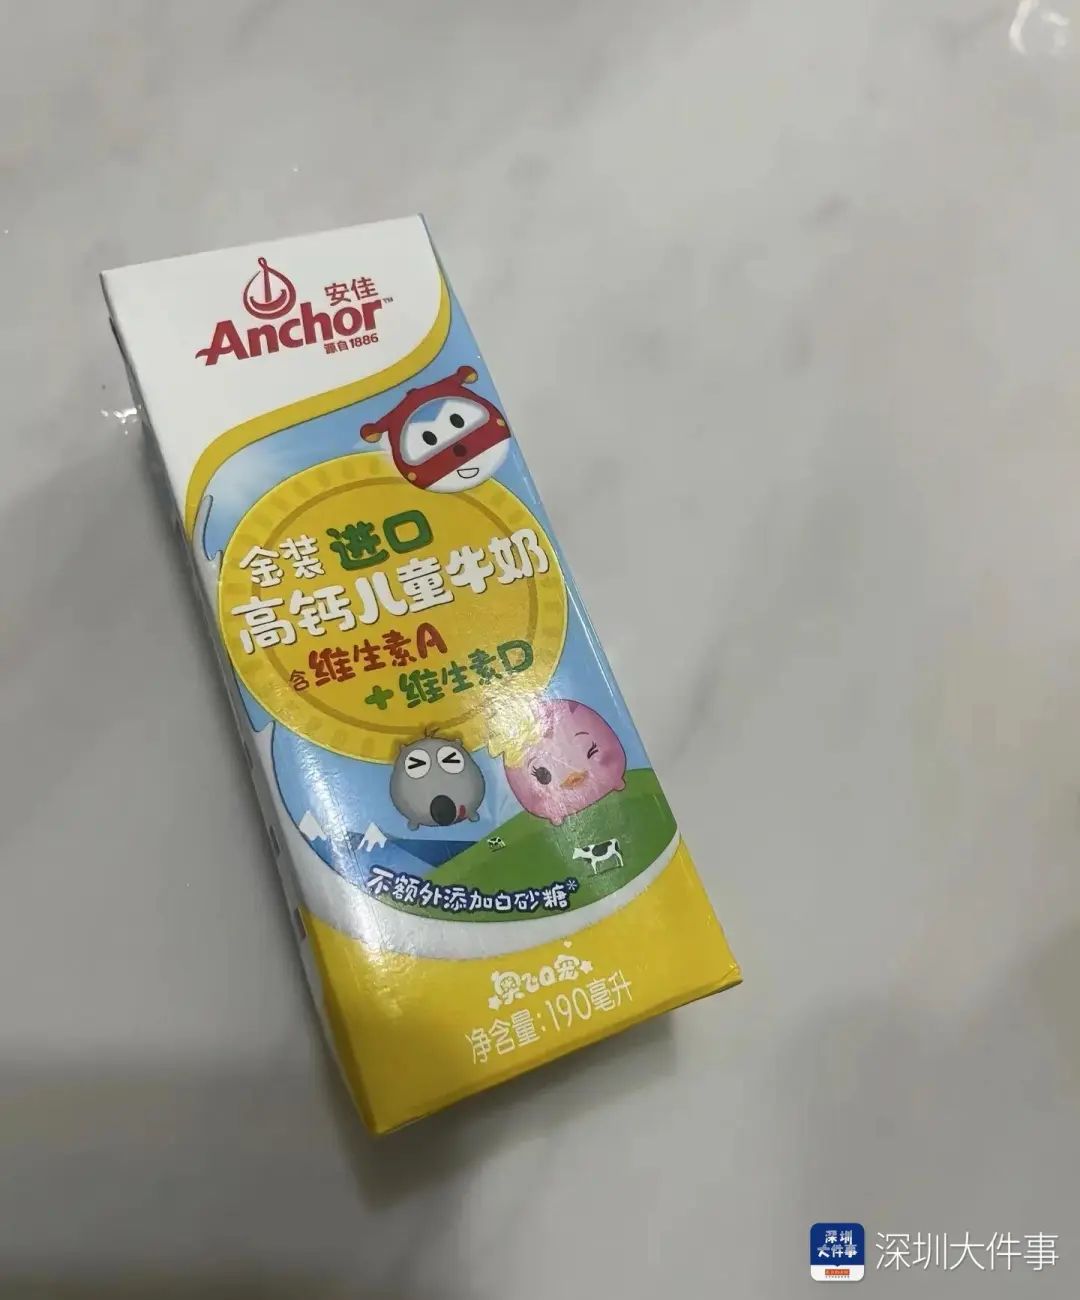 安佳
Anchor™
源自1886
金装 进口
高钙儿童牛奶
含维生素A
+维生素D
不额外添加白砂糖*
奥飞Q宠
净含量:190毫升
深圳
大件事
深圳大件事